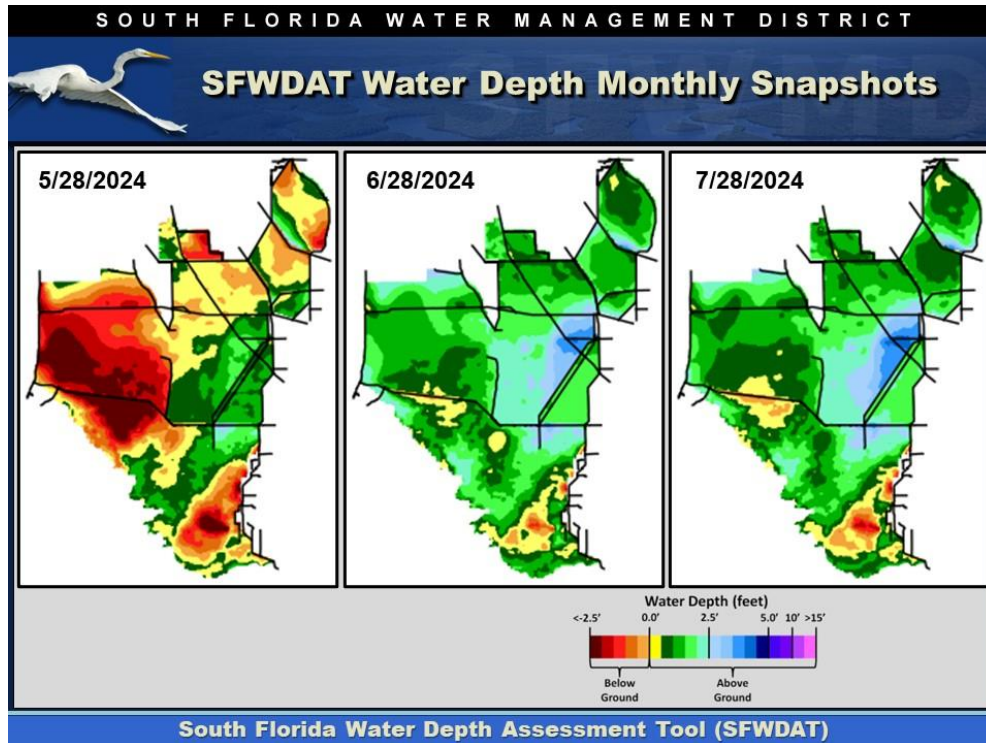 SOUTH FLORIDA WATER MANAGEMENT DISTRICT
SFWDAT Water Depth Monthly Snapshots
5/28/2024
6/28/2024
7/28/2024
Water Depth (feet)
<-2.5' 0.0' 2.5' 5.0' 10' >15'
Below Ground
Above Ground
South Florida Water Depth Assessment Tool (SFWDAT)